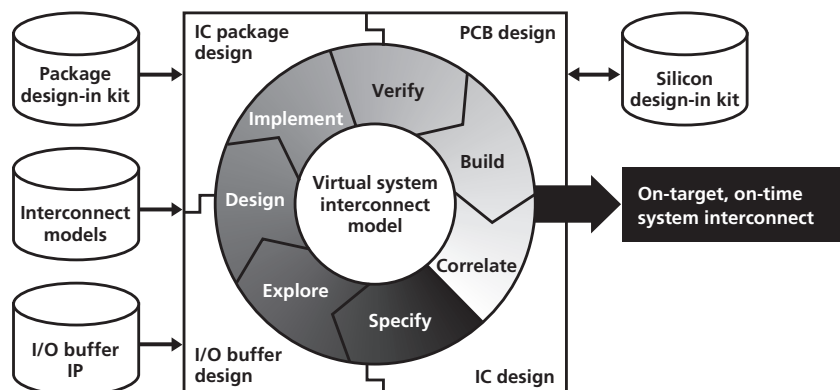 IC package
design
PCB design
Package
design-in kit
Silicon
design-in kit
Verify
Implement
Build
Virtual system
interconnect
model
Design
Interconnect
models
On-target, on-time
system interconnect
Correlate
Explore
Specify
I/O buffer
IP
I/O buffer
design
IC design